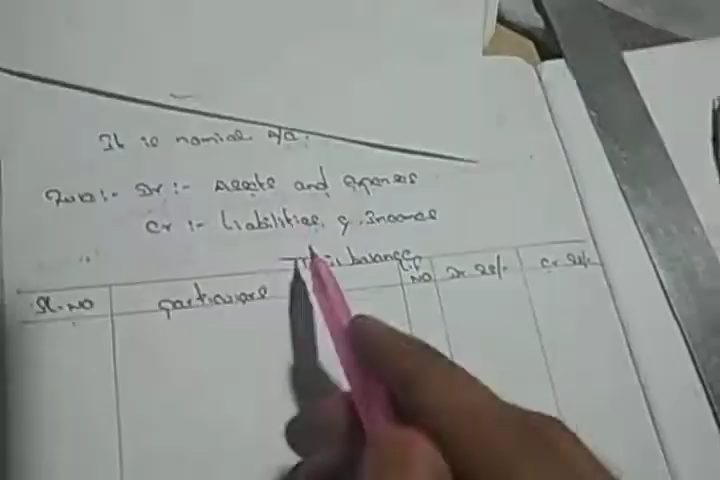 It is nominal A/c.
Rule:- Dr :- Assets and Expenses
Cr :- Liabilities & Incomes
Trial balance
Sl.No Particulars L.F No Dr Rs/- Cr Rs/-